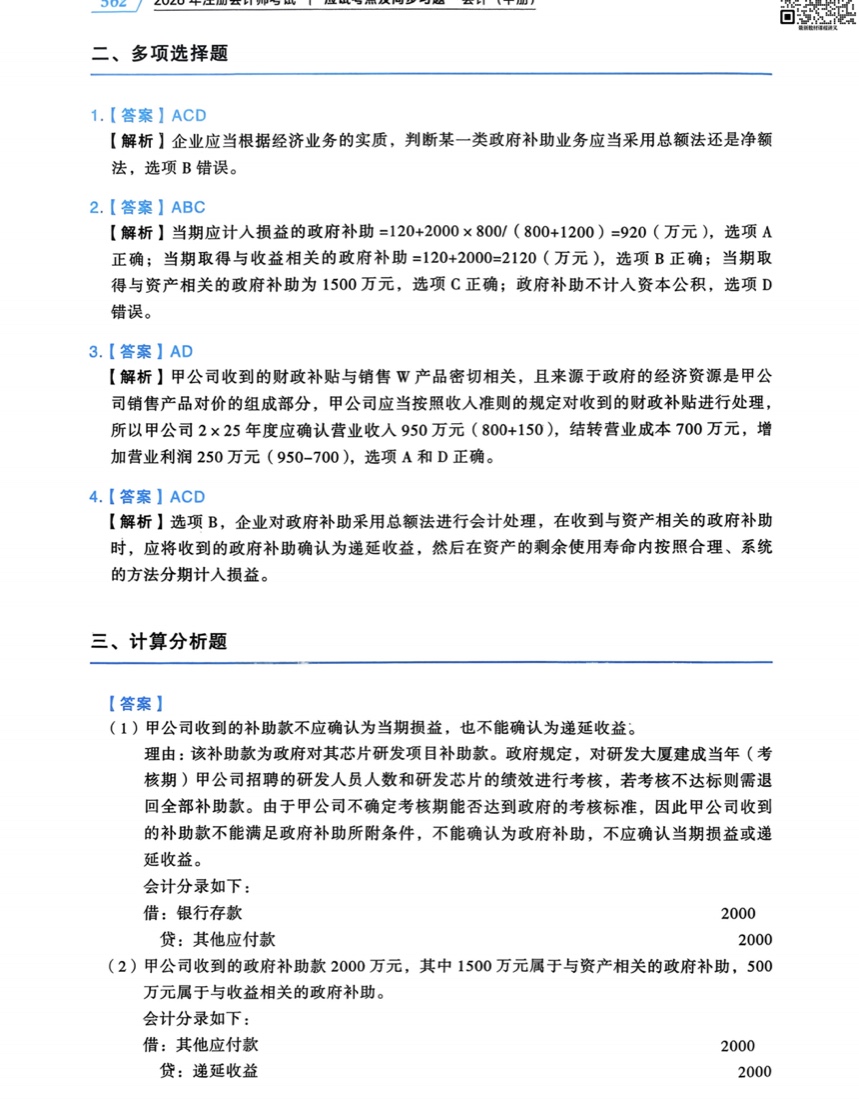 562 2026年注册会计师考试 | 应试考点及同步习题 会计（下册）
二、多项选择题
1.【答案】ACD
【解析】企业应当根据经济业务的实质，判断某一类政府补助业务应当采用总额法还是净额
法，选项 B 错误。
2.【答案】ABC
【解析】当期应计入损益的政府补助 =120+2000×800/（800+1200）=920（万元），选项 A
正确；当期取得与收益相关的政府补助 =120+2000=2120（万元），选项 B 正确；当期取
得与资产相关的政府补助为 1500 万元，选项 C 正确；政府补助不计入资本公积，选项 D
错误。
3.【答案】AD
【解析】甲公司收到的财政补贴与销售 W 产品密切相关，且来源于政府的经济资源是甲公
司销售产品对价的组成部分，甲公司应当按照收入准则的规定对收到的财政补贴进行处理，
所以甲公司 2×25 年度应确认营业收入 950 万元（800+150），结转营业成本 700 万元，增
加营业利润 250 万元（950-700），选项 A 和 D 正确。
4.【答案】ACD
【解析】选项 B，企业对政府补助采用总额法进行会计处理，在收到与资产相关的政府补助
时，应将收到的政府补助确认为递延收益，然后在资产的剩余使用寿命内按照合理、系统
的方法分期计入损益。
三、计算分析题
【答案】
（1）甲公司收到的补助款不应确认为当期损益，也不能确认为递延收益。
理由：该补助款为政府对其芯片研发项目补助款。政府规定，对研发大厦建成当年（考
核期）甲公司招聘的研发人员人数和研发芯片的绩效进行考核，若考核不达标则需退
回全部补助款。由于甲公司不确定考核期能否达到政府的考核标准，因此甲公司收到
的补助款不能满足政府补助所附条件，不能确认为政府补助，不应确认当期损益或递
延收益。
会计分录如下：
借：银行存款 2000
贷：其他应付款 2000
（2）甲公司收到的政府补助款 2000 万元，其中 1500 万元属于与资产相关的政府补助，500
万元属于与收益相关的政府补助。
会计分录如下：
借：其他应付款 2000
贷：递延收益 2000